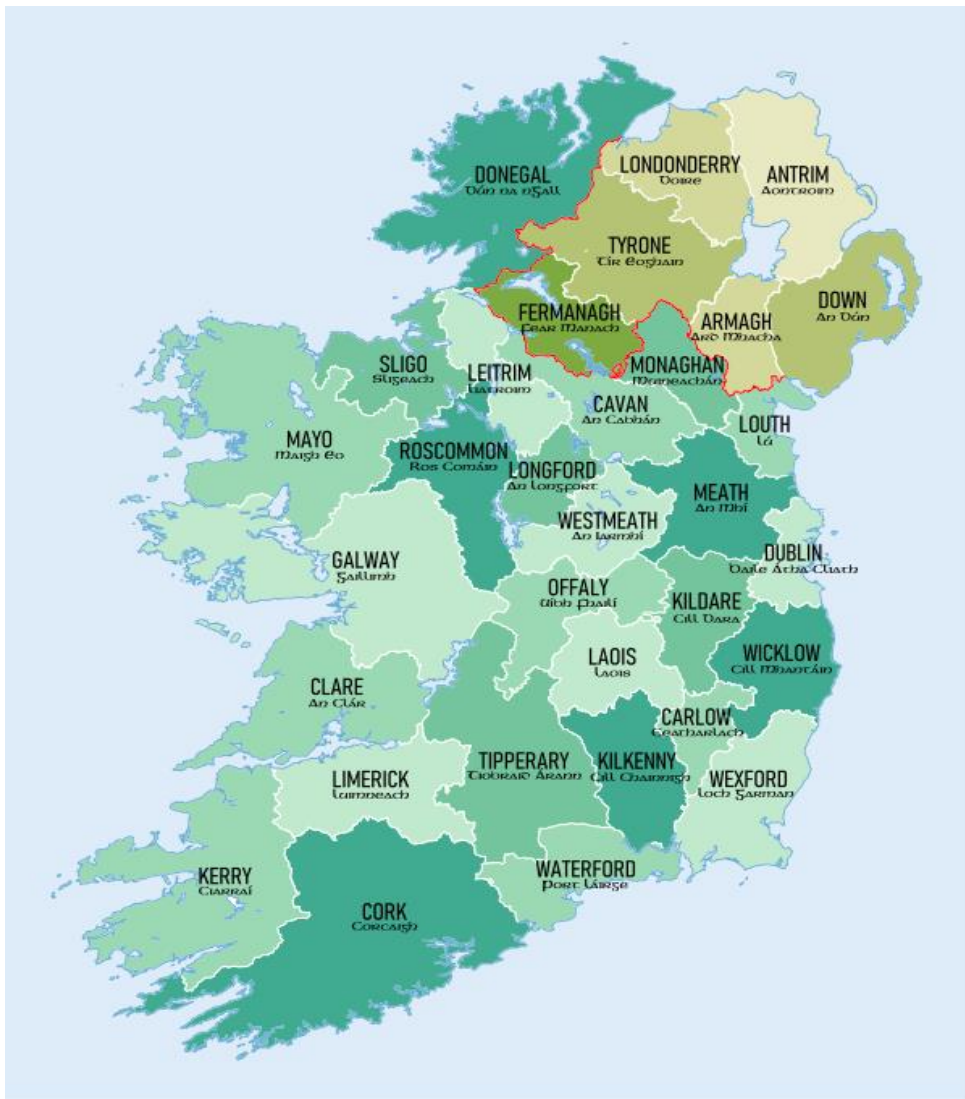 DONEGAL
Dún na nGall
LONDONDERRY
Doire
ANTRIM
Aontroim
TYRONE
Tír Eoghain
FERMANAGH
Fear Manach
ARMAGH
Ard Mhacha
DOWN
An Dún
MONAGHAN
Muineachán
SLIGO
Sligeach
LEITRIM
Liatroim
CAVAN
An Cabhán
LOUTH
Lú
MAYO
Maigh Eo
ROSCOMMON
Ros Comáin
LONGFORD
An Longfort
MEATH
An Mhí
WESTMEATH
An Iarmhí
DUBLIN
Baile Átha Cliath
GALWAY
Gaillimh
OFFALY
Uíbh Fhailí
KILDARE
Cill Dara
LAOIS
Laois
WICKLOW
Cill Mhantáin
CLARE
An Clár
CARLOW
Ceatharlach
TIPPERARY
Tiobraid Árann
KILKENNY
Cill Chainnigh
LIMERICK
Luimneach
WEXFORD
Loch Garman
WATERFORD
Port Láirge
KERRY
Ciarraí
CORK
Corcaigh